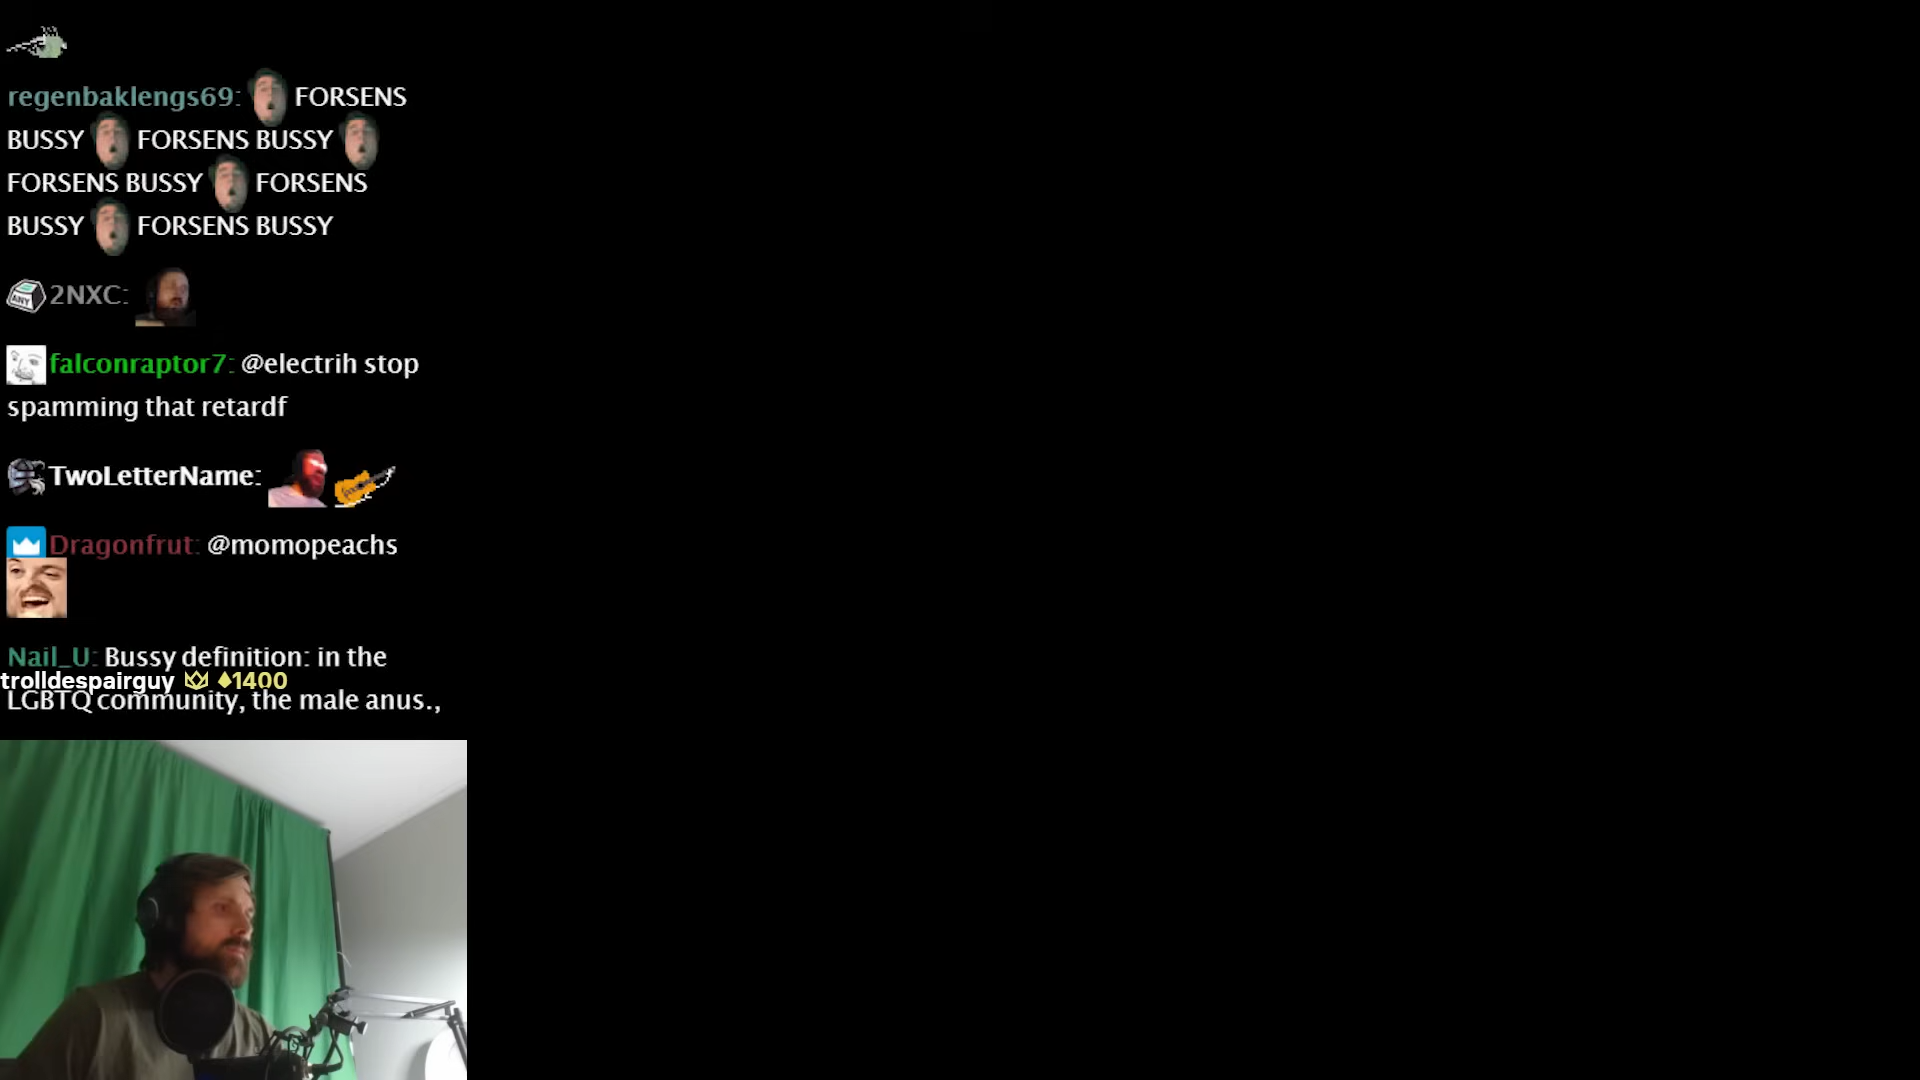 regenbaklengs69: FORSENS
BUSSY FORSENS BUSSY
FORSENS BUSSY FORSENS
BUSSY FORSENS BUSSY
ANY 2NXC:
falconraptor7: @electrih stop
spamming that retardf
TwoLetterName:
Dragonfrut: @momopeachs
Nail_U: Bussy definition: in the
trolldespairguy 1400
LGBTQ community, the male anus.,